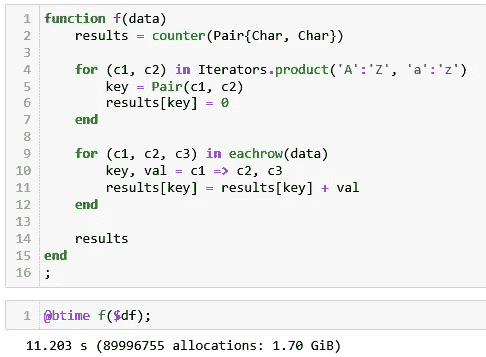 1 function f(data)
2     results = counter(Pair{Char, Char})
3
4     for (c1, c2) in Iterators.product('A':'Z', 'a':'z')
5         key = Pair(c1, c2)
6         results[key] = 0
7     end
8
9     for (c1, c2, c3) in eachrow(data)
10         key, val = c1 => c2, c3
11         results[key] = results[key] + val
12     end
13
14     results
15 end
16 ;
1 @btime f($df);
11.203 s (89996755 allocations: 1.70 GiB)